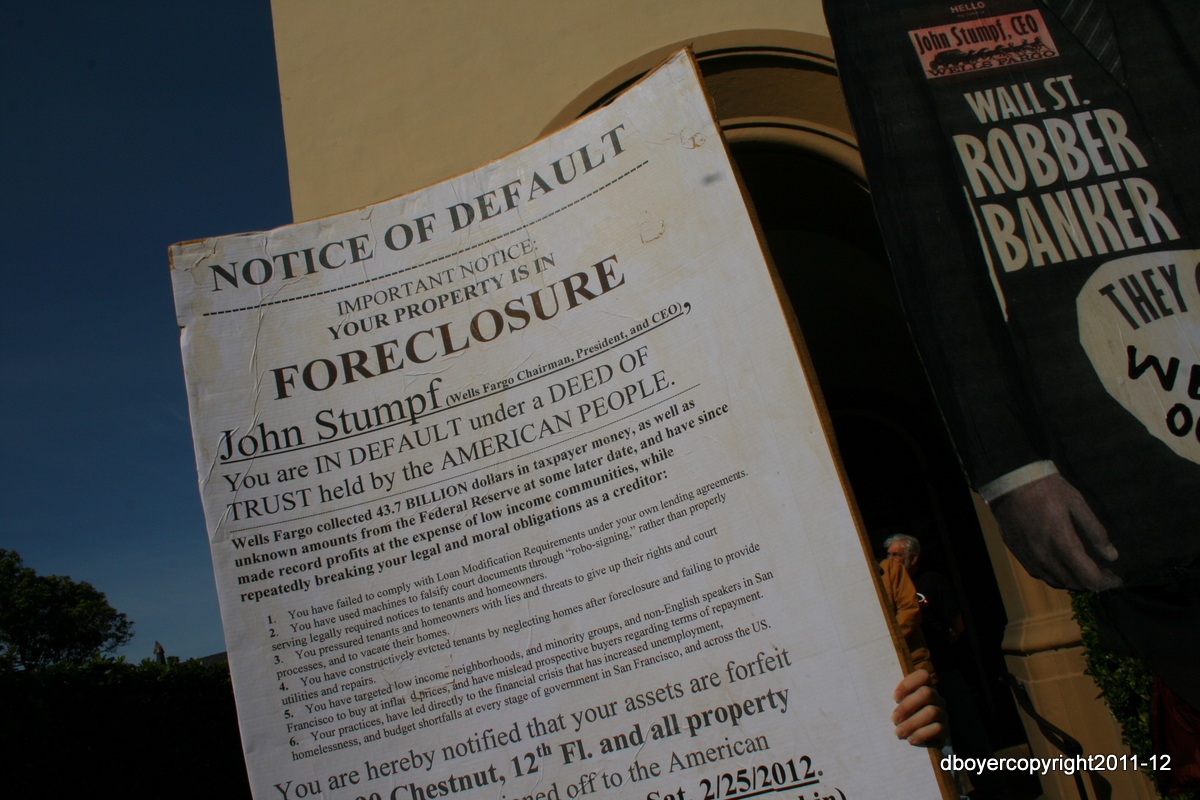 NOTICE OF DEFAULT
IMPORTANT NOTICE:
YOUR PROPERTY IS IN
FORECLOSURE
John Stumpf (Wells Fargo Chairman, President, and CEO),
You are IN DEFAULT under a DEED OF
TRUST held by the AMERICAN PEOPLE.
Wells Fargo collected 43.7 BILLION dollars in taxpayer money, as well as
unknown amounts from the Federal Reserve at some later date, and have since
made record profits at the expense of low income communities, while
repeatedly breaking your legal and moral obligations as a creditor:
1. You have failed to comply with Loan Modification Requirements under your own lending agreements.
2. You have used machines to falsify court documents through “robo-signing,” rather than properly
serving legally required notices to tenants and homeowners.
3. You pressured tenants and homeowners with lies and threats to give up their rights and court
processes, and to vacate their homes.
4. You have constructively evicted tenants by neglecting homes after foreclosure and failing to provide
utilities and repairs.
5. You have targeted low income neighborhoods, and minority groups, and non-English speakers in San
Francisco to buy at inflated prices, and have mislead prospective buyers regarding terms of repayment.
6. Your practices, have led directly to the financial crisis that has increased unemployment,
homelessness, and budget shortfalls at every stage of government in San Francisco, and across the US.
You are hereby notified that your assets are forfeit
Chestnut, 12th Fl. and all property
off to the American
Sat. 2/25/2012.
HELLO
John Stumpf, CEO
WELLS FARGO
WALL ST.
ROBBER
BANKER
THEY
dboyercopyright2011-12